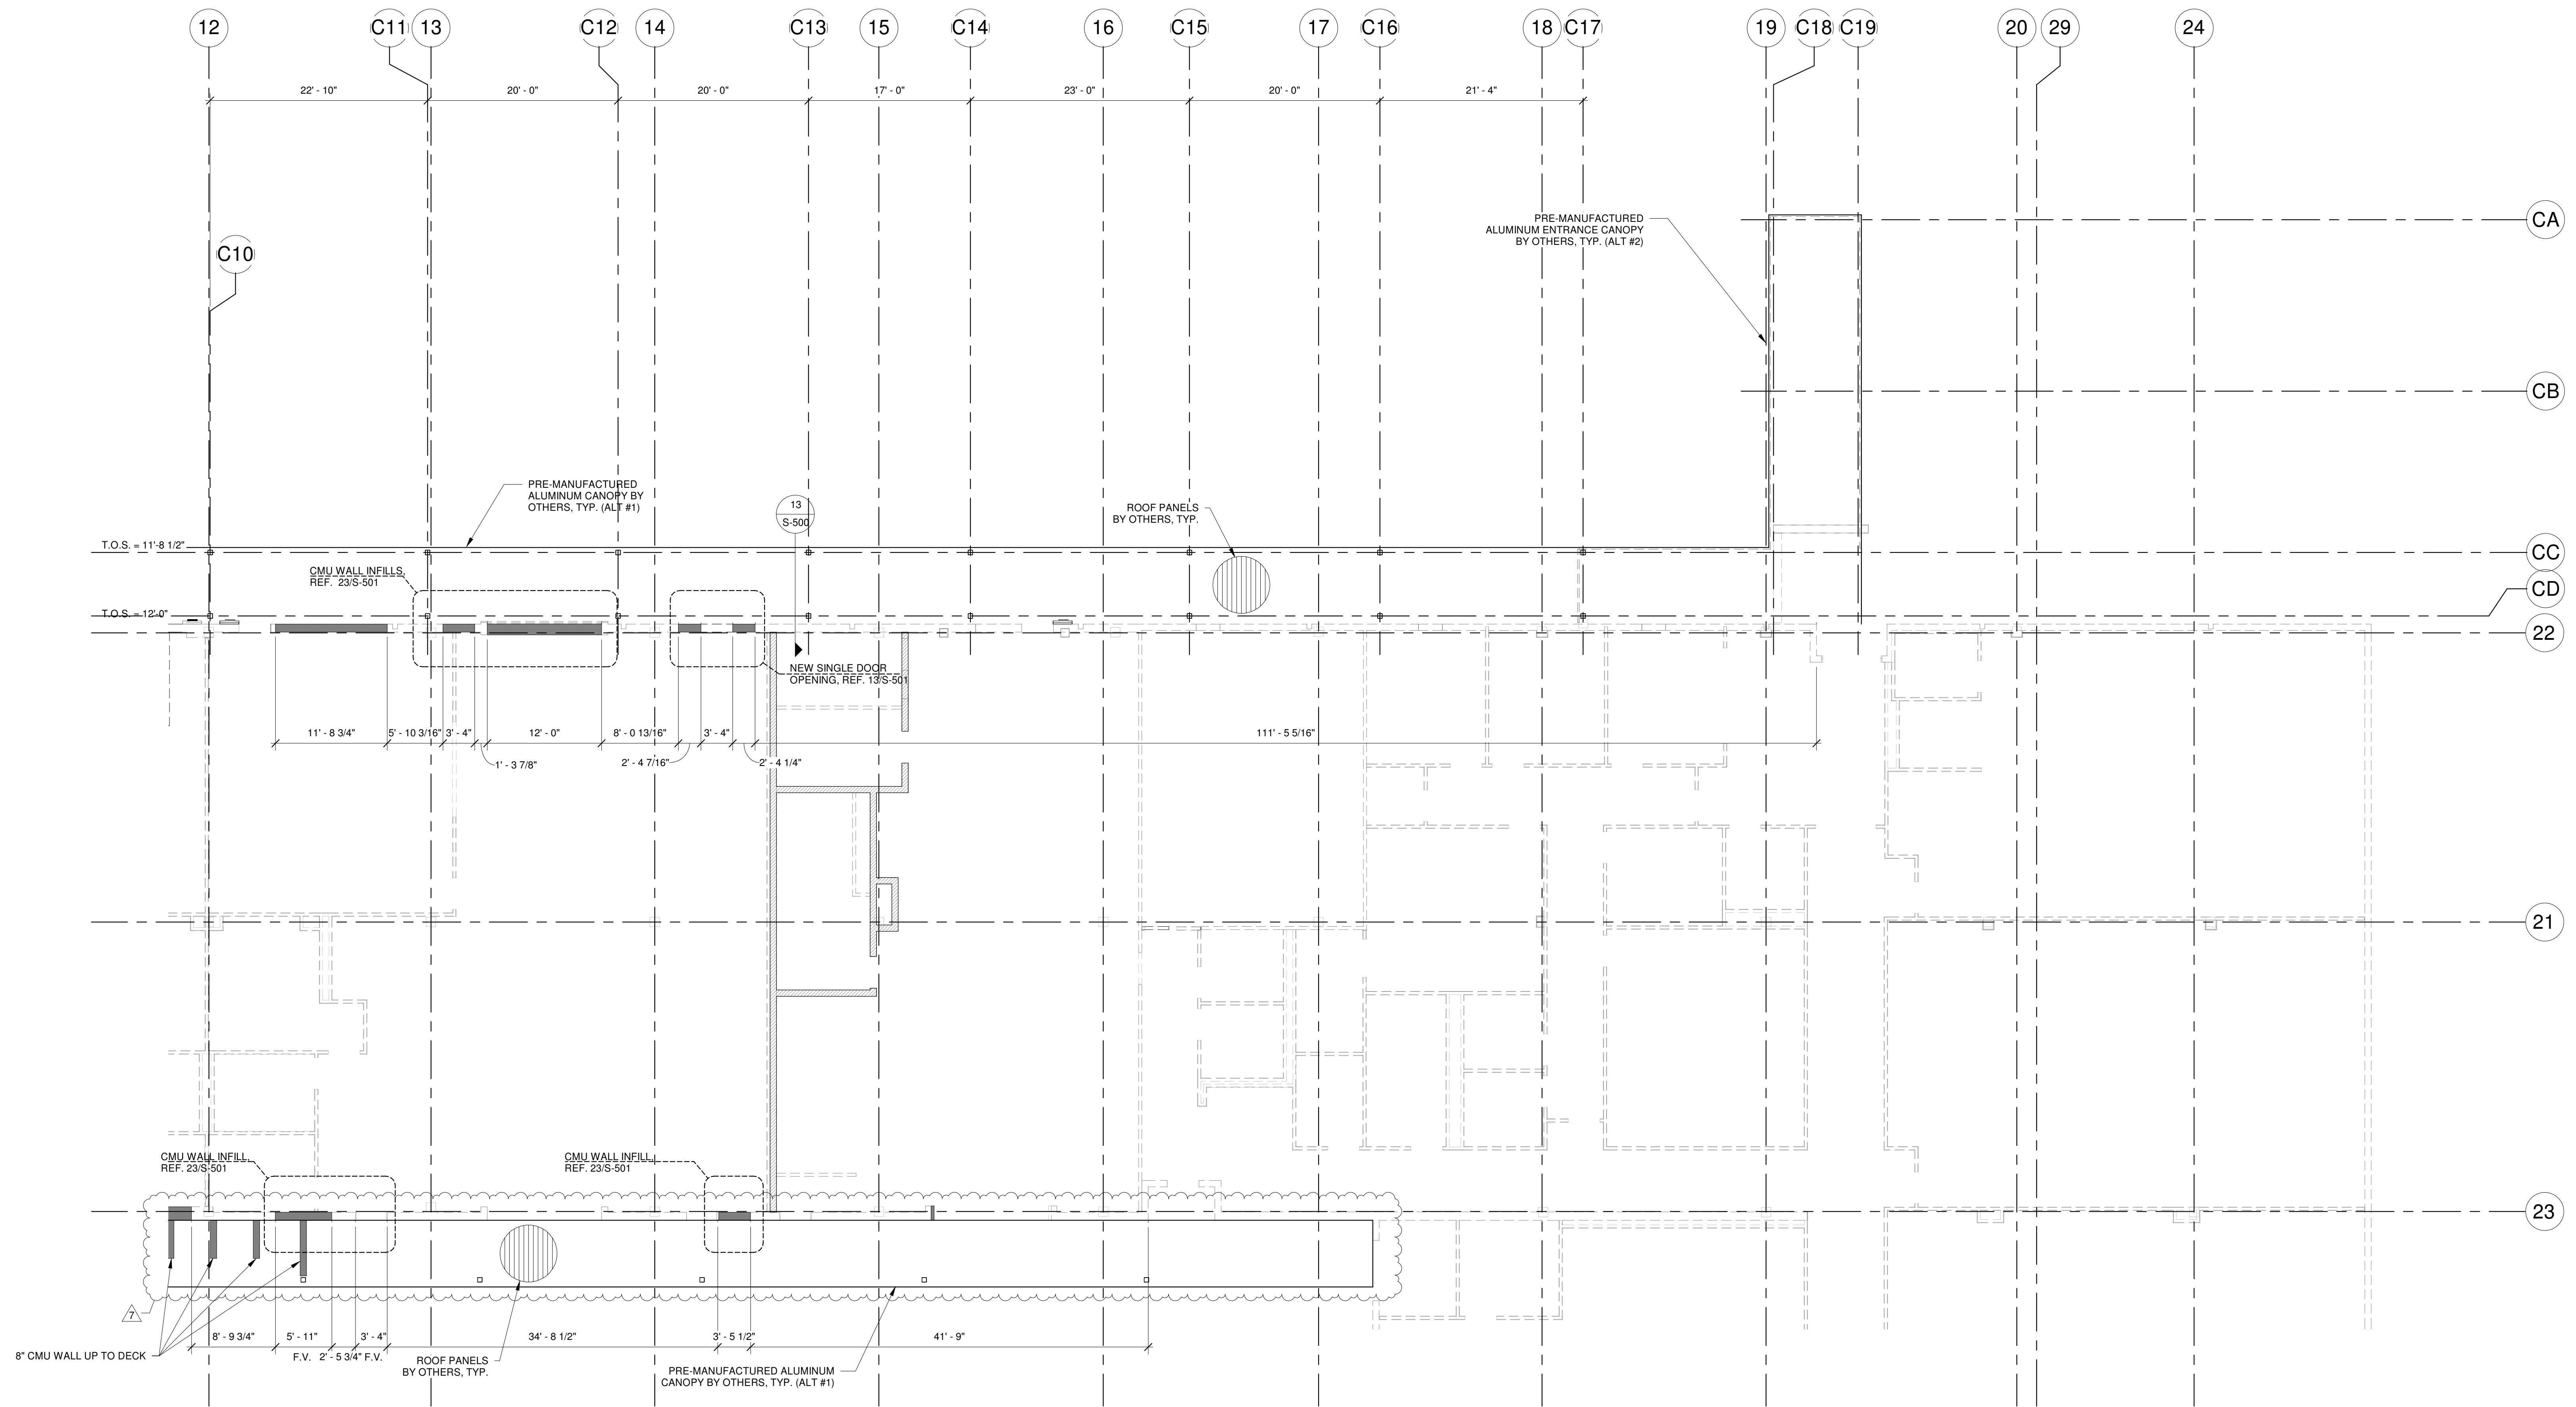 12 C11 13 C12 14 C13 15 C14 16 C15 17 C16 18 C17 19 C18 C19 20 29 24
22' - 10" 20' - 0" 20' - 0" 17' - 0" 23' - 0" 20' - 0" 21' - 4"
PRE-MANUFACTURED
ALUMINUM ENTRANCE CANOPY
BY OTHERS, TYP. (ALT #2)
CA
C10
CB
PRE-MANUFACTURED
ALUMINUM CANOPY BY
OTHERS, TYP. (ALT #1)
13
S-500
ROOF PANELS
BY OTHERS, TYP.
T.O.S. = 11'-8 1/2"
CC
CMU WALL INFILLS,
REF. 23/S-501
CD
T.O.S. = 12'-0"
22
NEW SINGLE DOOR
OPENING, REF. 13/S-501
11' - 8 3/4" 5' - 10 3/16" 3' - 4" 12' - 0" 8' - 0 13/16" 3' - 4" 111' - 5 5/16"
1' - 3 7/8" 2' - 4 7/16" 2' - 4 1/4"
21
CMU WALL INFILL,
REF. 23/S-501
CMU WALL INFILL,
REF. 23/S-501
23
7
8' - 9 3/4" 5' - 11" 3' - 4" 34' - 8 1/2" 3' - 5 1/2" 41' - 9"
F.V. 2' - 5 3/4" F.V.
8" CMU WALL UP TO DECK
ROOF PANELS
BY OTHERS, TYP.
PRE-MANUFACTURED ALUMINUM
CANOPY BY OTHERS, TYP. (ALT #1)